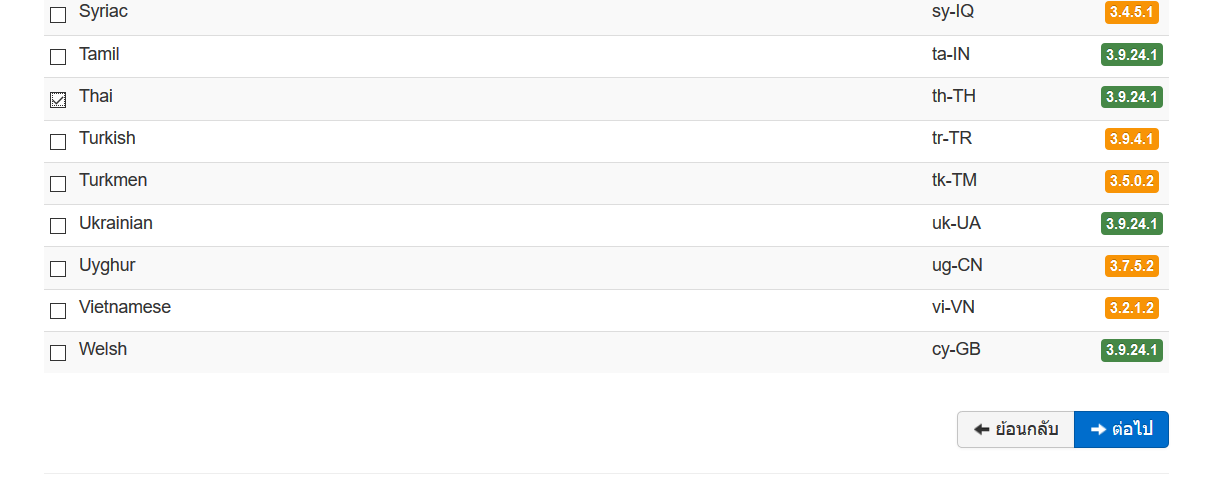 Syriac sy-IQ 3.4.5.1
Tamil ta-IN 3.9.24.1
Thai th-TH 3.9.24.1
Turkish tr-TR 3.9.4.1
Turkmen tk-TM 3.5.0.2
Ukrainian uk-UA 3.9.24.1
Uyghur ug-CN 3.7.5.2
Vietnamese vi-VN 3.2.1.2
Welsh cy-GB 3.9.24.1
ย้อนกลับ ต่อไป